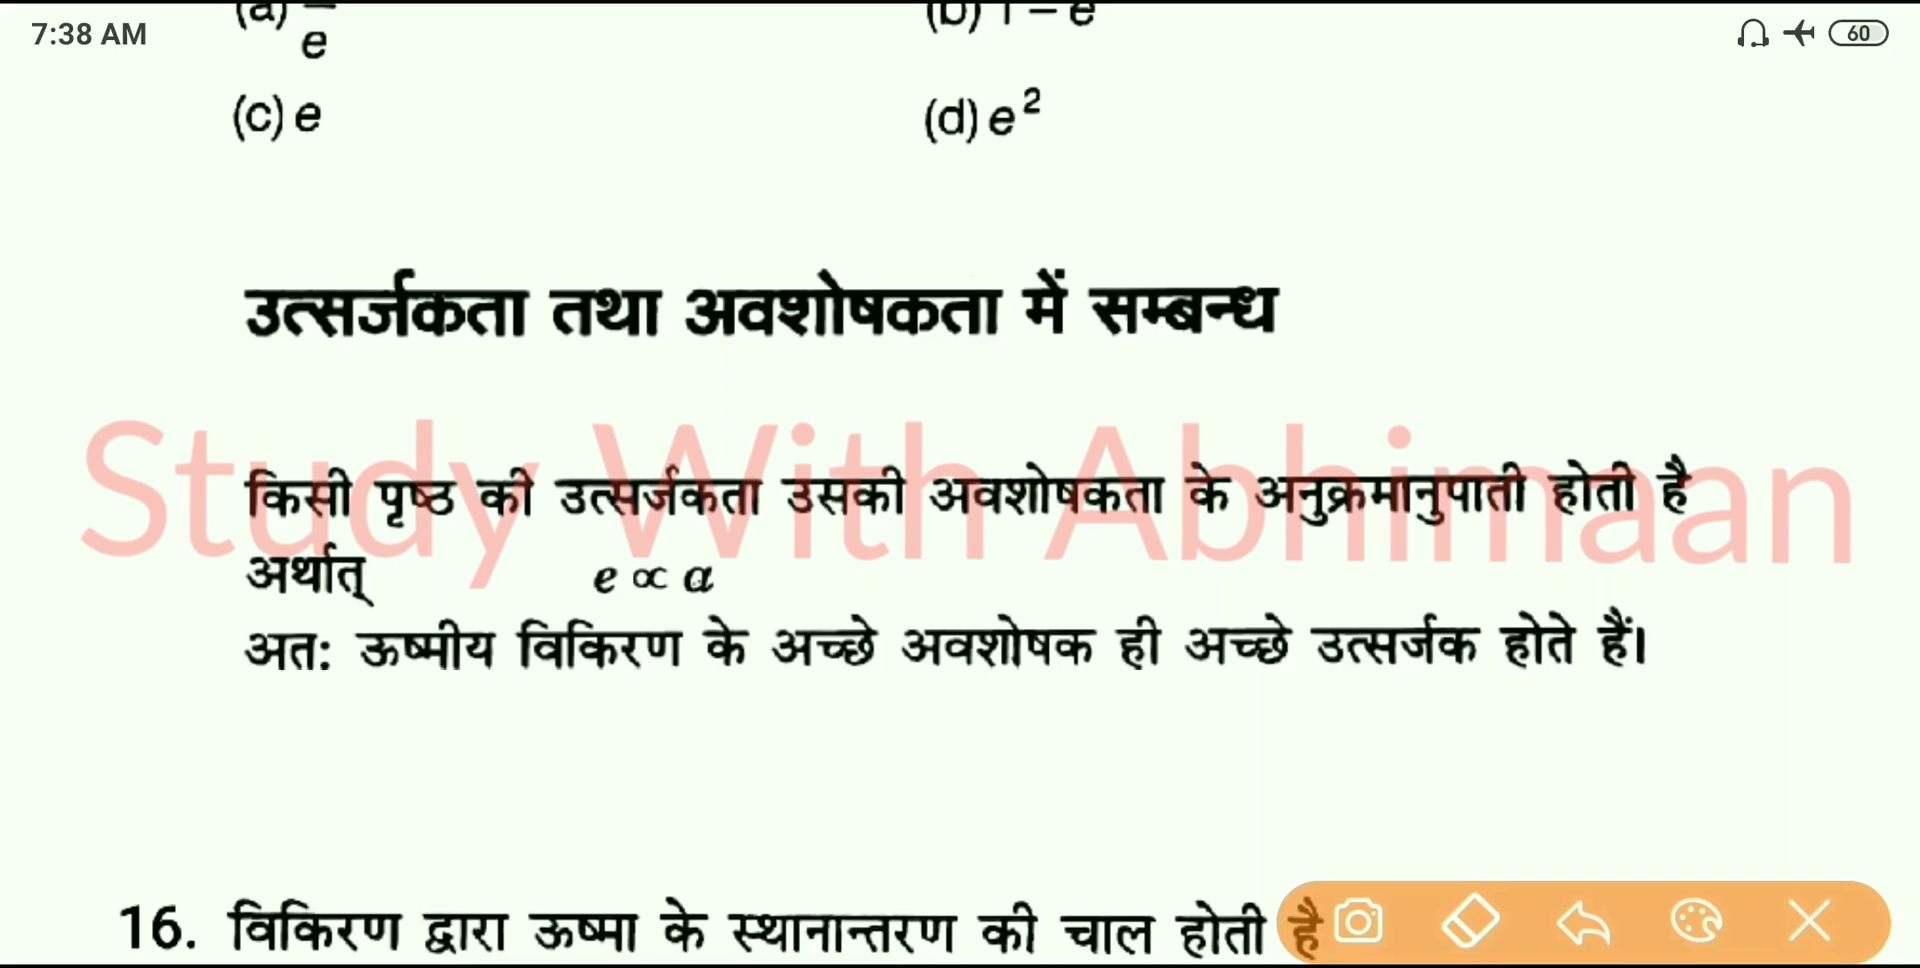 (a) — e
(b) 1 – e
7:38 AM
60
(c) e
(d) e²
उत्सर्जकता तथा अवशोषकता में सम्बन्ध
Study With Abhimaan
किसी पृष्ठ की उत्सर्जकता उसकी अवशोषकता के अनुक्रमानुपाती होती है
अर्थात् e ∝ a
अत: ऊष्मीय विकिरण के अच्छे अवशोषक ही अच्छे उत्सर्जक होते हैं।
16. विकिरण द्वारा ऊष्मा के स्थानान्तरण की चाल होती है